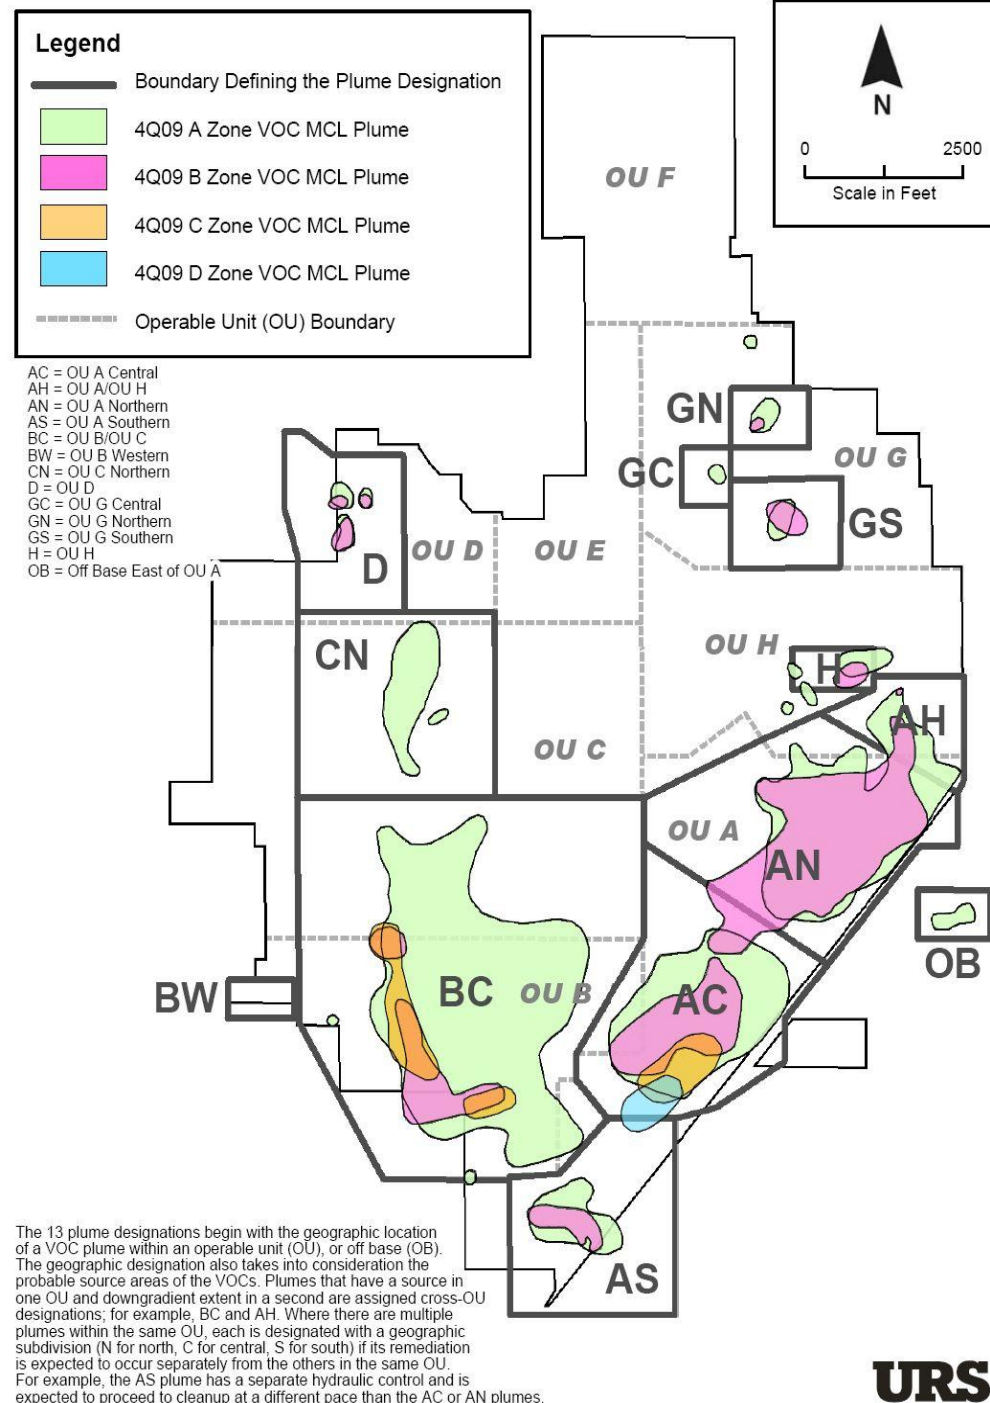 Legend
Boundary Defining the Plume Designation
4Q09 A Zone VOC MCL Plume
4Q09 B Zone VOC MCL Plume
4Q09 C Zone VOC MCL Plume
4Q09 D Zone VOC MCL Plume
Operable Unit (OU) Boundary
N
0 2500
Scale in Feet
AC = OU A Central
AH = OU A/OU H
AN = OU A Northern
AS = OU A Southern
BC = OU B/OU C
BW = OU B Western
CN = OU C Northern
D = OU D
GC = OU G Central
GN = OU G Northern
GS = OU G Southern
H = OU H
OB = Off Base East of OU A
OU F
GN
GC
OU G
GS
OU D
OU E
D
CN
OU H
H
AH
OU C
OU A
AN
OB
BW
BC
OU B
AC
AS
The 13 plume designations begin with the geographic location
of a VOC plume within an operable unit (OU), or off base (OB).
The geographic designation also takes into consideration the
probable source areas of the VOCs. Plumes that have a source in
one OU and downgradient extent in a second are assigned cross-OU
designations; for example, BC and AH. Where there are multiple
plumes within the same OU, each is designated with a geographic
subdivision (N for north, C for central, S for south) if its remediation
is expected to occur separately from the others in the same OU.
For example, the AS plume has a separate hydraulic control and is
expected to proceed to cleanup at a different pace than the AC or AN plumes.
URS